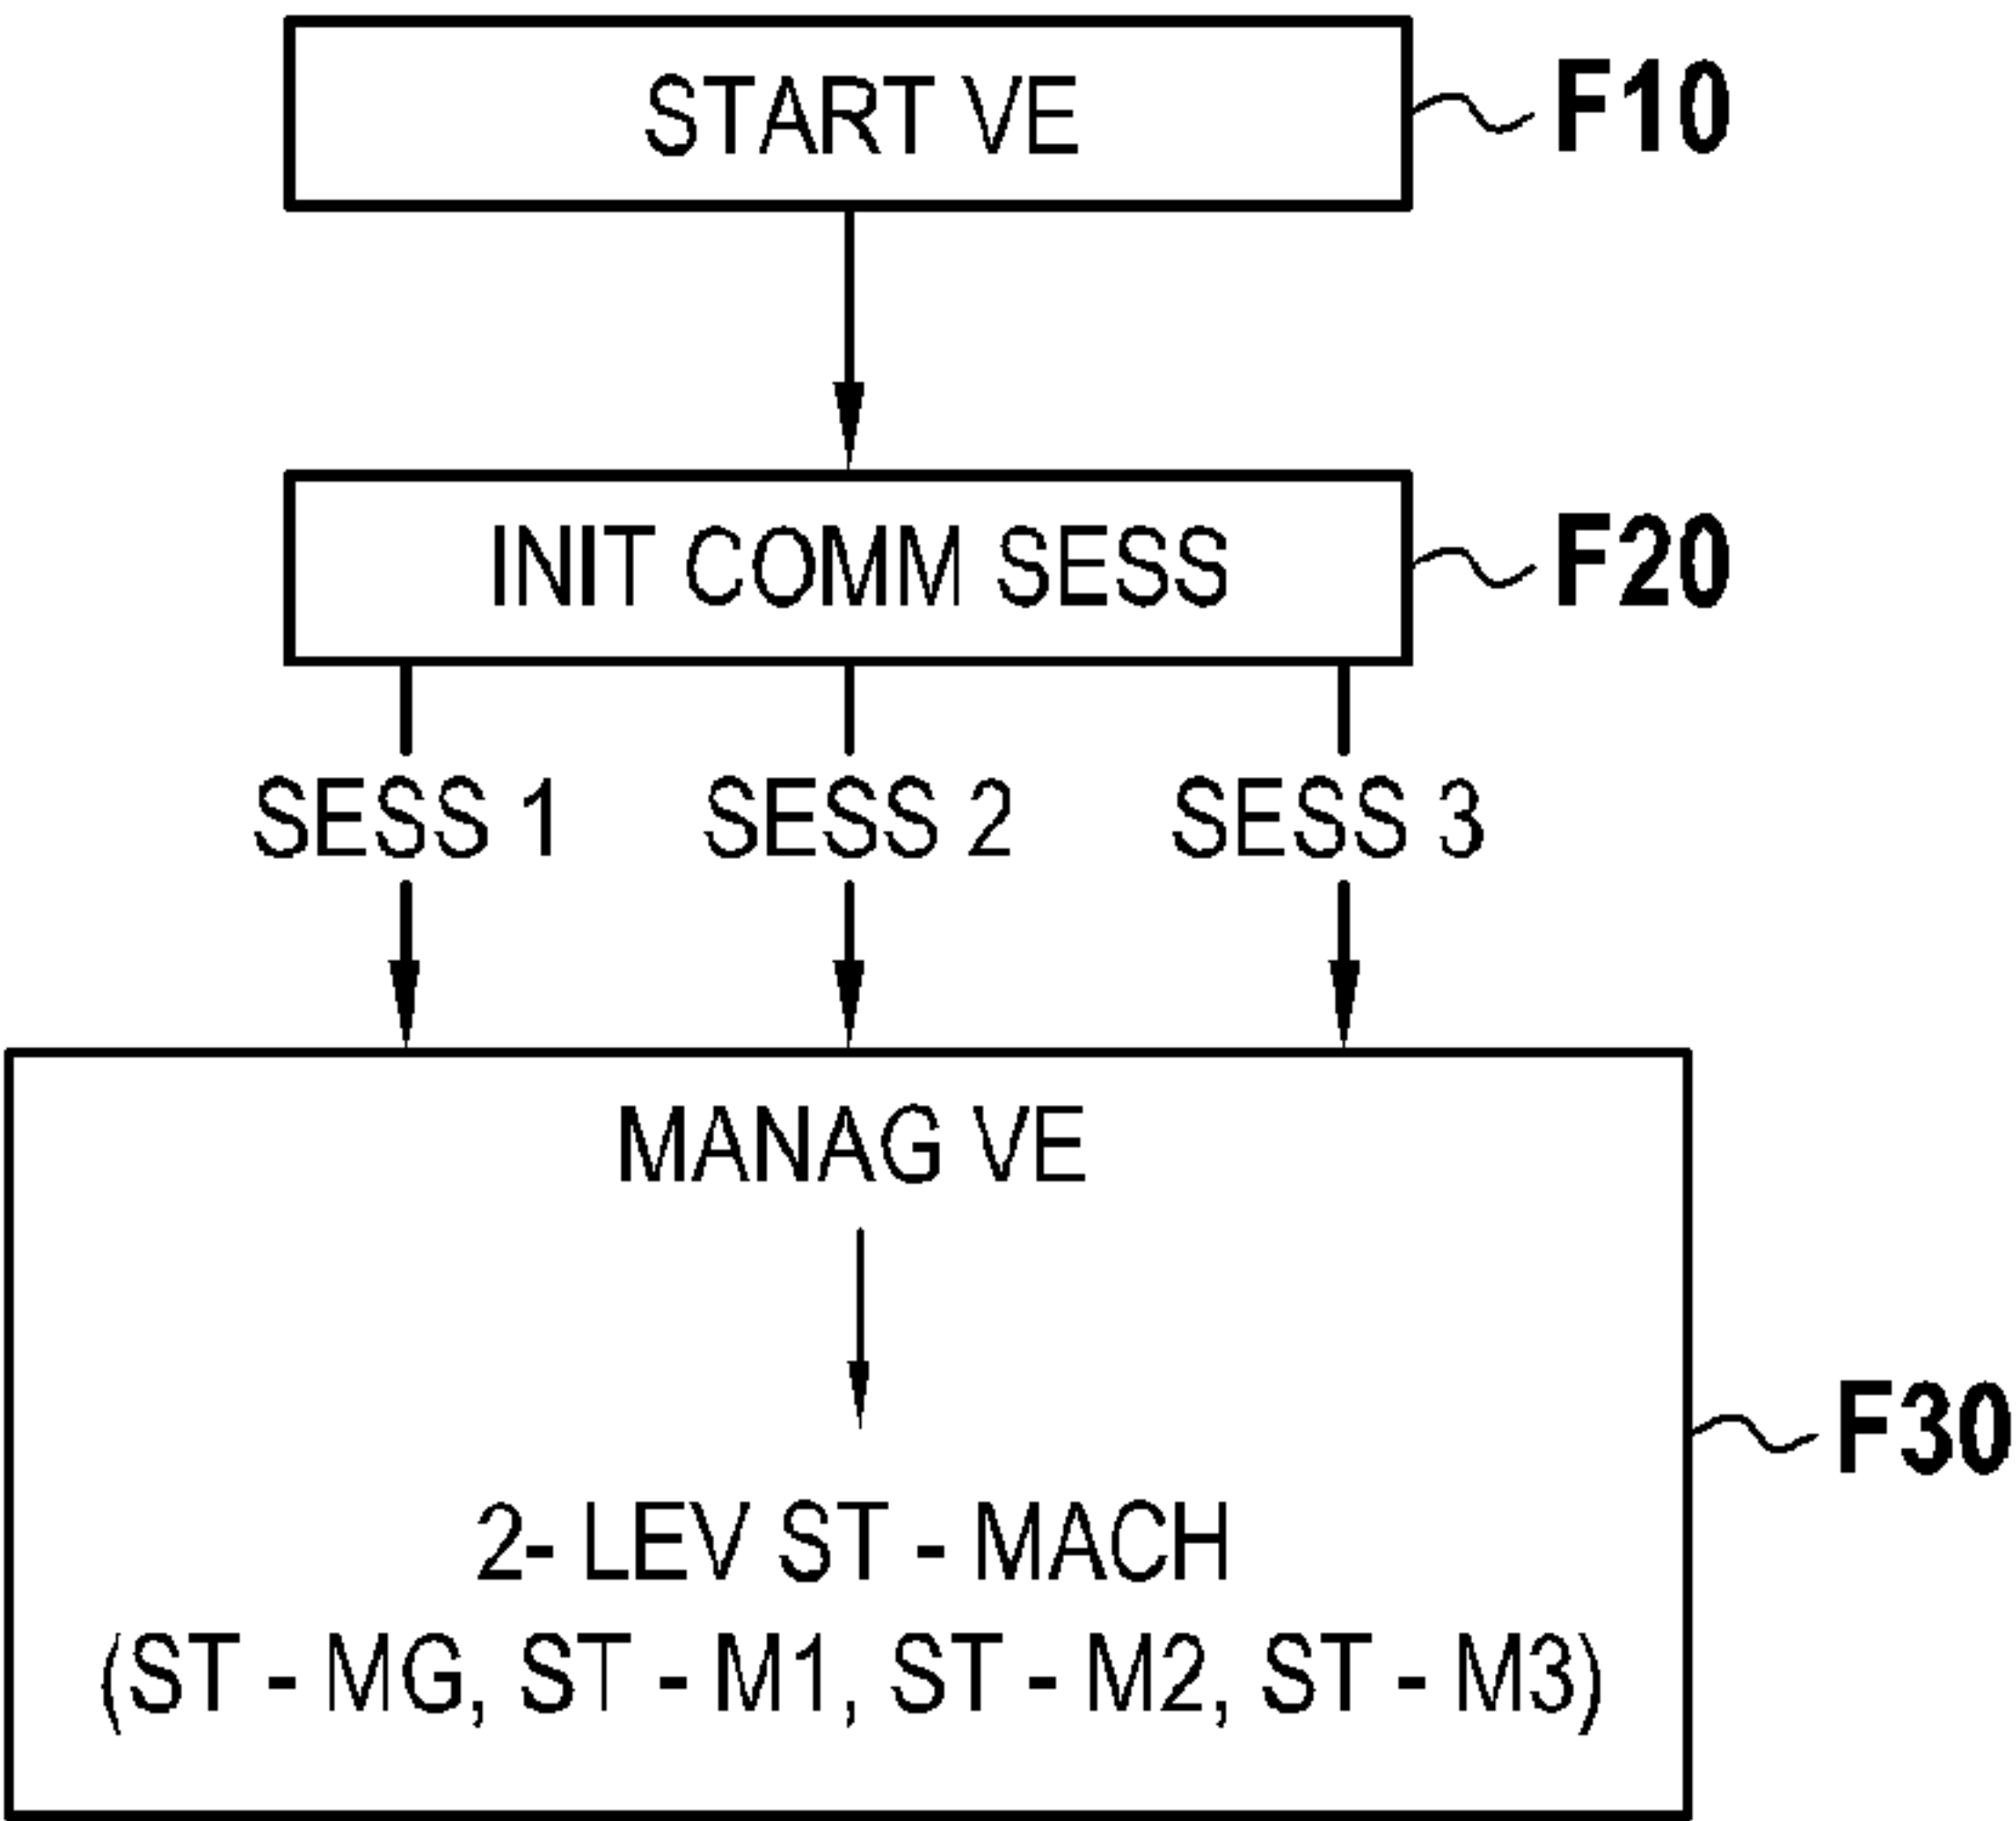 START VE
F10
INIT COMM SESS
F20
SESS 1
SESS 2
SESS 3
MANAG VE
F30
2- LEV ST - MACH
(ST - MG, ST - M1, ST - M2, ST - M3)